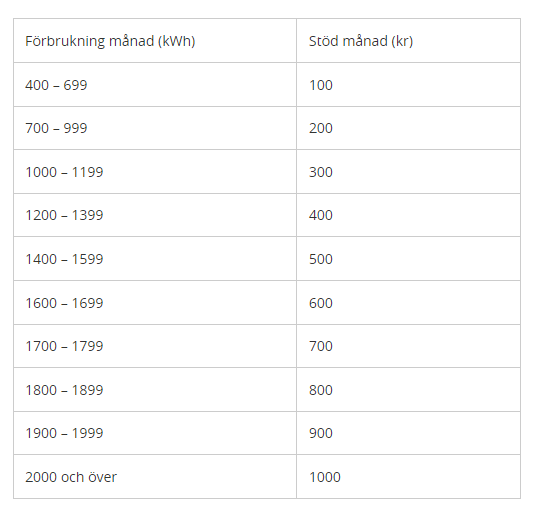 Förbrukning månad (kWh) Stöd månad (kr)
400 – 699 100
700 – 999 200
1000 – 1199 300
1200 – 1399 400
1400 – 1599 500
1600 – 1699 600
1700 – 1799 700
1800 – 1899 800
1900 – 1999 900
2000 och över 1000